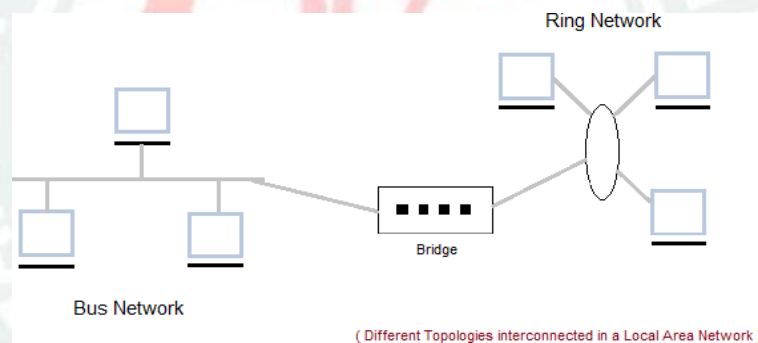 Ring Network
Bridge
Bus Network
( Different Topologies interconnected in a Local Area Network